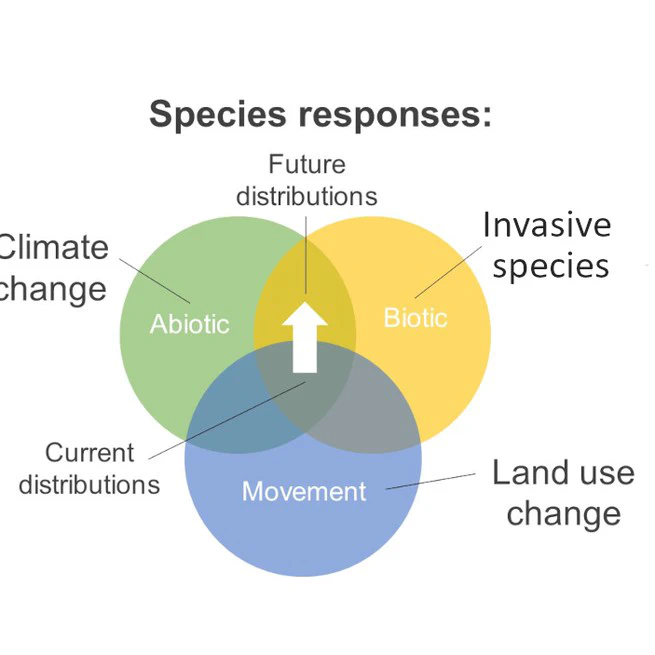 Species responses:
Future
distributions
Climate
change
Invasive
species
Abiotic
Biotic
Current
distributions
Movement
Land use
change